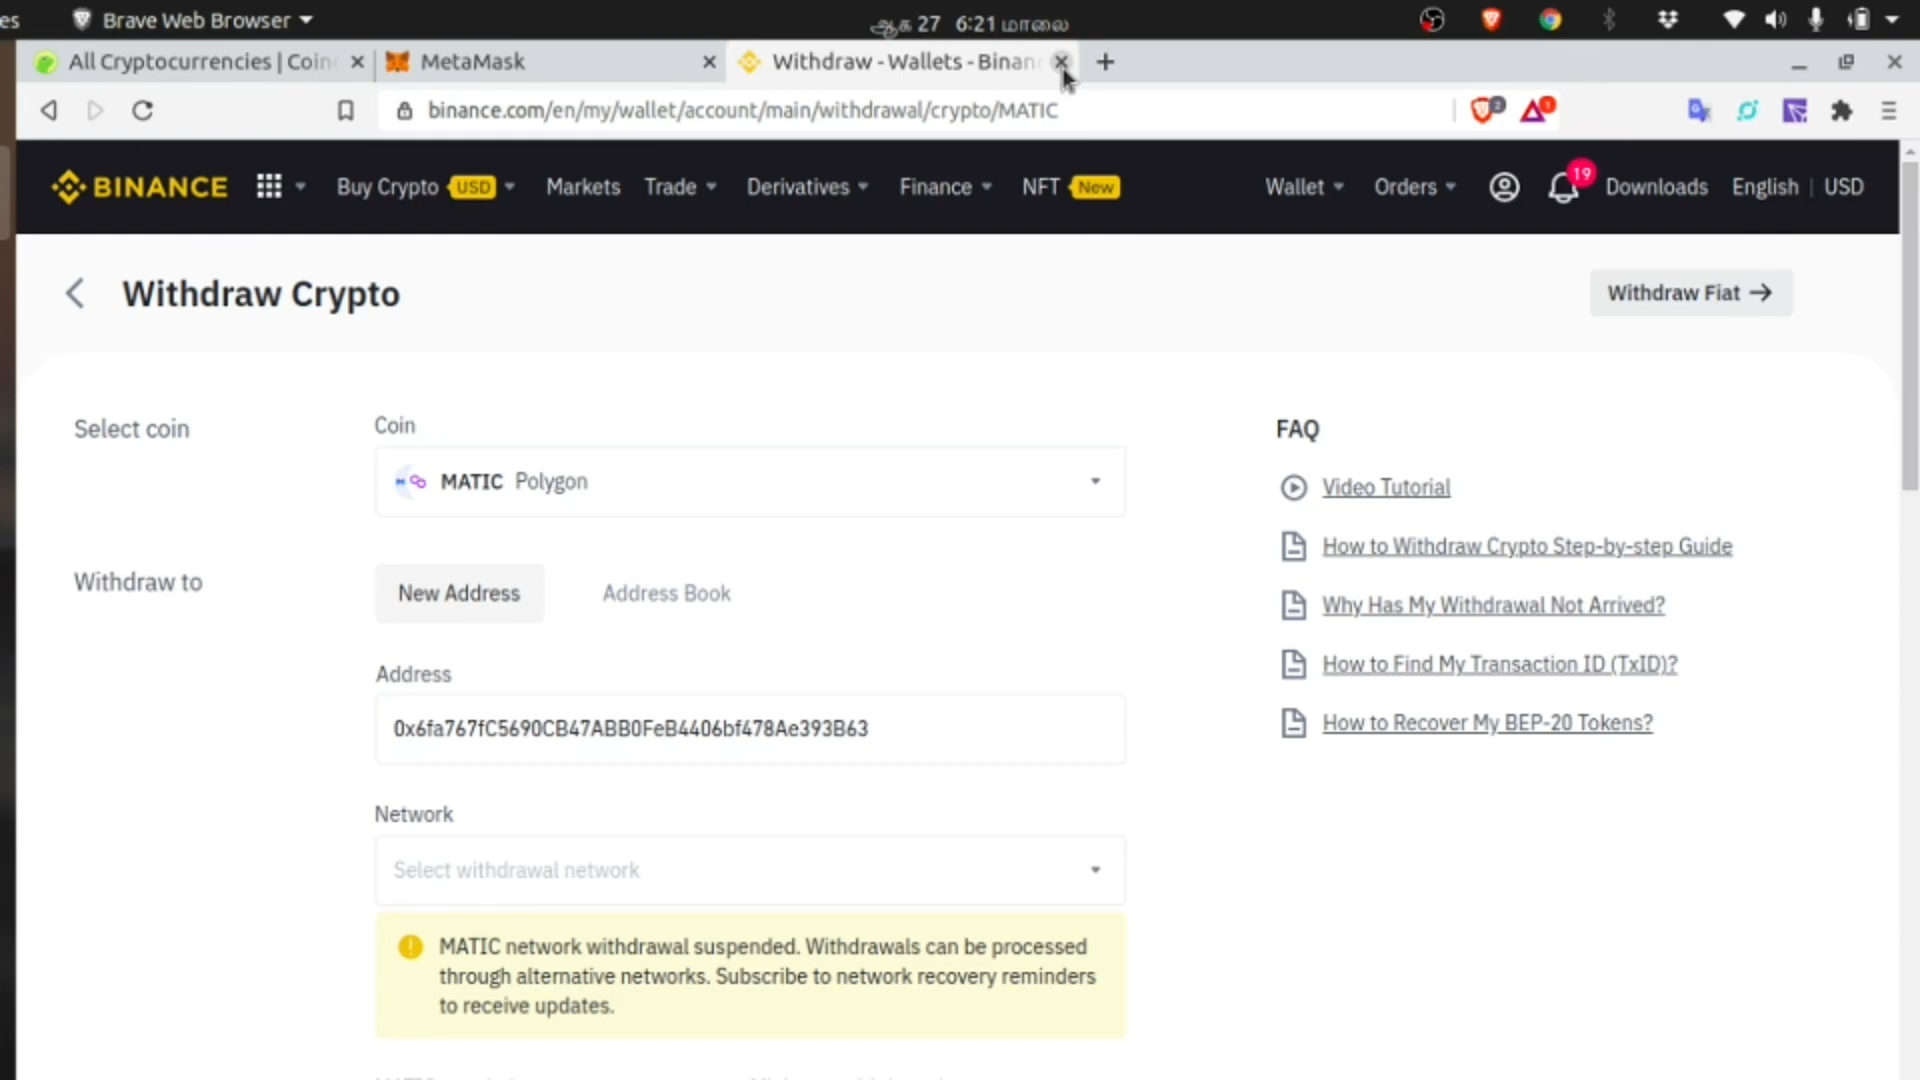 es
Brave Web Browser
ஆக 27 6:21 மாலை
All Cryptocurrencies | Coin
MetaMask
Withdraw - Wallets - Binan
binance.com/en/my/wallet/account/main/withdrawal/crypto/MATIC
2
1
BINANCE
Buy Crypto USD
Markets
Trade
Derivatives
Finance
NFT New
Wallet
Orders
19
Downloads
English | USD
Withdraw Crypto
Withdraw Fiat →
Select coin
Coin
MATIC Polygon
Withdraw to
New Address
Address Book
Address
0x6fa767fC5690CB47ABB0FeB4406bf478Ae393B63
Network
Select withdrawal network
MATIC network withdrawal suspended. Withdrawals can be processed
through alternative networks. Subscribe to network recovery reminders
to receive updates.
FAQ
Video Tutorial
How to Withdraw Crypto Step-by-step Guide
Why Has My Withdrawal Not Arrived?
How to Find My Transaction ID (TxID)?
How to Recover My BEP-20 Tokens?